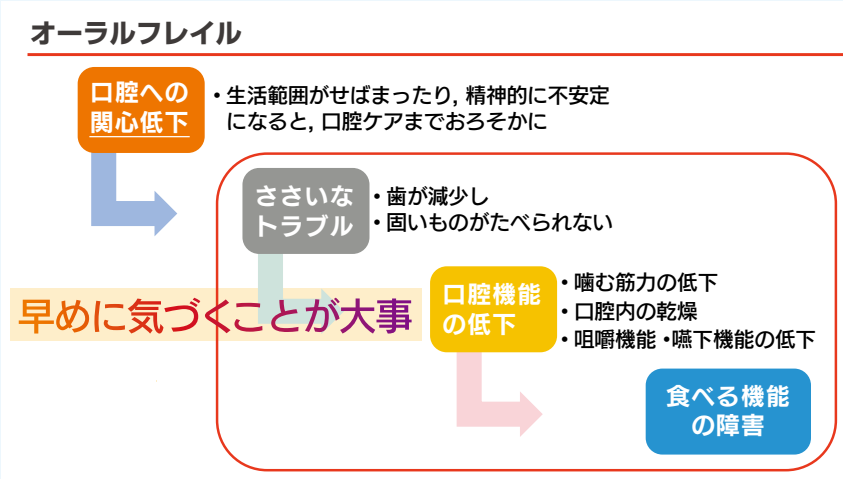 オーラルフレイル
口腔への
関心低下
・生活範囲がせばまったり, 精神的に不安定
になると, 口腔ケアまでおろそかに
ささいな
トラブル
・歯が減少し
・固いものがたべられない
早めに気づくことが大事
口腔機能
の低下
・噛む筋力の低下
・口腔内の乾燥
・咀嚼機能・嚥下機能の低下
食べる機能
の障害